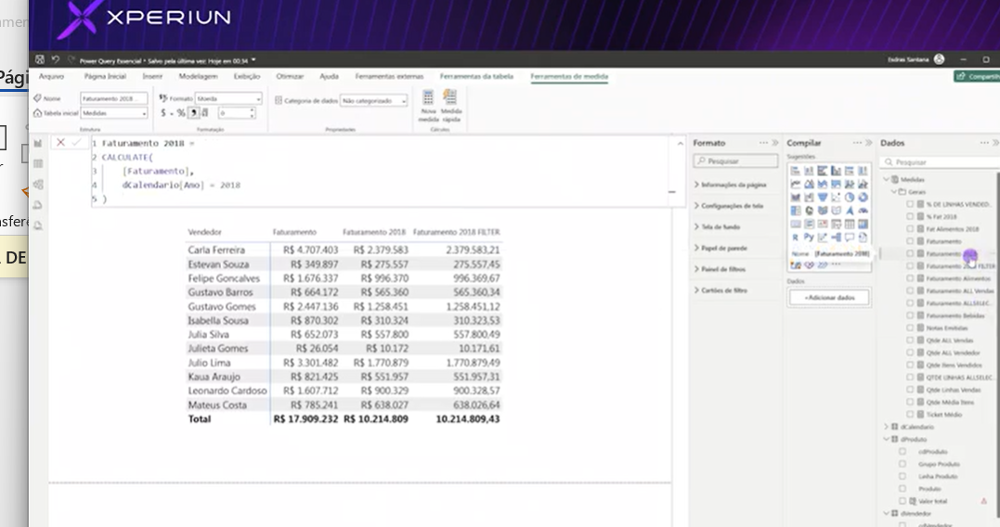 XPERIUN
Power Query Essencial • Salvo pela última vez: Hoje em 00:34
Esdras Santana
Arquivo Página Inicial Inserir Modelagem Exibição Otimizar Ajuda Ferramentas externas Ferramentas da tabela Ferramentas de medida
Compartilh
Nome Faturamento 2018 ...
Formato Moeda
Categoria de dados Não categorizado
Tabela inicial Medidas
$ % 0
Nova medida
Medida rápida
Estrutura Formatação Propriedades Cálculos
Pági
DE
1 Faturamento 2018 =
2 CALCULATE(
3 [Faturamento],
4 dCalendario[Ano] = 2018
5 )
Vendedor Faturamento Faturamento 2018 Faturamento 2018 FILTER
Carla Ferreira R$ 4.707.403 R$ 2.379.583 2.379.583,21
Estevan Souza R$ 349.897 R$ 275.557 275.557,45
Felipe Goncalves R$ 1.676.337 R$ 996.370 996.369,67
Gustavo Barros R$ 664.172 R$ 565.360 565.360,34
Gustavo Gomes R$ 2.447.136 R$ 1.258.451 1.258.451,12
Isabella Sousa R$ 870.302 R$ 310.324 310.323,53
Julia Silva R$ 652.073 R$ 557.800 557.800,49
Julieta Gomes R$ 26.054 R$ 10.172 10.171,61
Julio Lima R$ 3.301.482 R$ 1.770.879 1.770.879,49
Kaua Araujo R$ 821.425 R$ 551.957 551.957,31
Leonardo Cardoso R$ 1.607.712 R$ 900.329 900.328,57
Mateus Costa R$ 785.241 R$ 638.027 638.026,64
Total R$ 17.909.232 R$ 10.214.809 10.214.809,43
Formato
Pesquisar
Informações da página
Configurações de tela
Tela de fundo
Papel de parede
Painel de filtros
Cartões de filtro
Compilar
Sugestões
Nome [Faturamento 2018]
Dados
+Adicionar dados
Dados
Pesquisar
Medidas
Gerais
% DE LINHAS VENDED...
% Fat 2018
Fat Alimentos 2018
Faturamento
Faturamento
Faturamento FILTER
Faturamento Alimentos
Faturamento ALL Vendas
Faturamento ALLSELEC...
Faturamento Bebidas
Notas Emitidas
Qtde ALL Vendas
Qtde ALL Vendedor
Qtde Itens Vendidos
QTDE LINHAS ALLSELEC...
Qtde Linhas Vendas
Qtde Média Itens
Ticket Médio
dCalendario
dProduto
cdProduto
Grupo Produto
Linha Produto
Produto
Valor total
dVendedor
cdVendedor